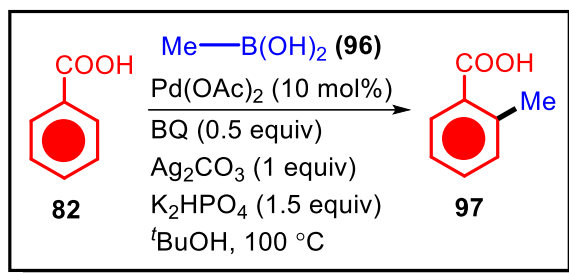 COOH
82
Me—B(OH)₂ (96)
Pd(OAc)₂ (10 mol%)
BQ (0.5 equiv)
Ag₂CO₃ (1 equiv)
K₂HPO₄ (1.5 equiv)
ᵗBuOH, 100 °C
COOH
Me
97